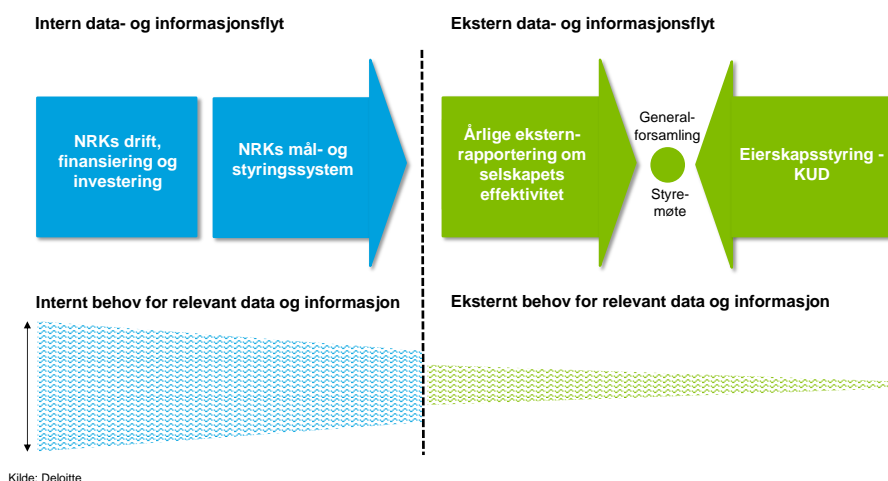 Intern data- og informasjonsflyt
Ekstern data- og informasjonsflyt
NRKs drift,
finansiering og
investering
NRKs mål- og
styringssystem
Årlige ekstern-
rapportering om
selskapets
effektivitet
General-
forsamling
Styre-
møte
Eierskapsstyring -
KUD
Internt behov for relevant data og informasjon
Eksternt behov for relevant data og informasjon
Kilde: Deloitte